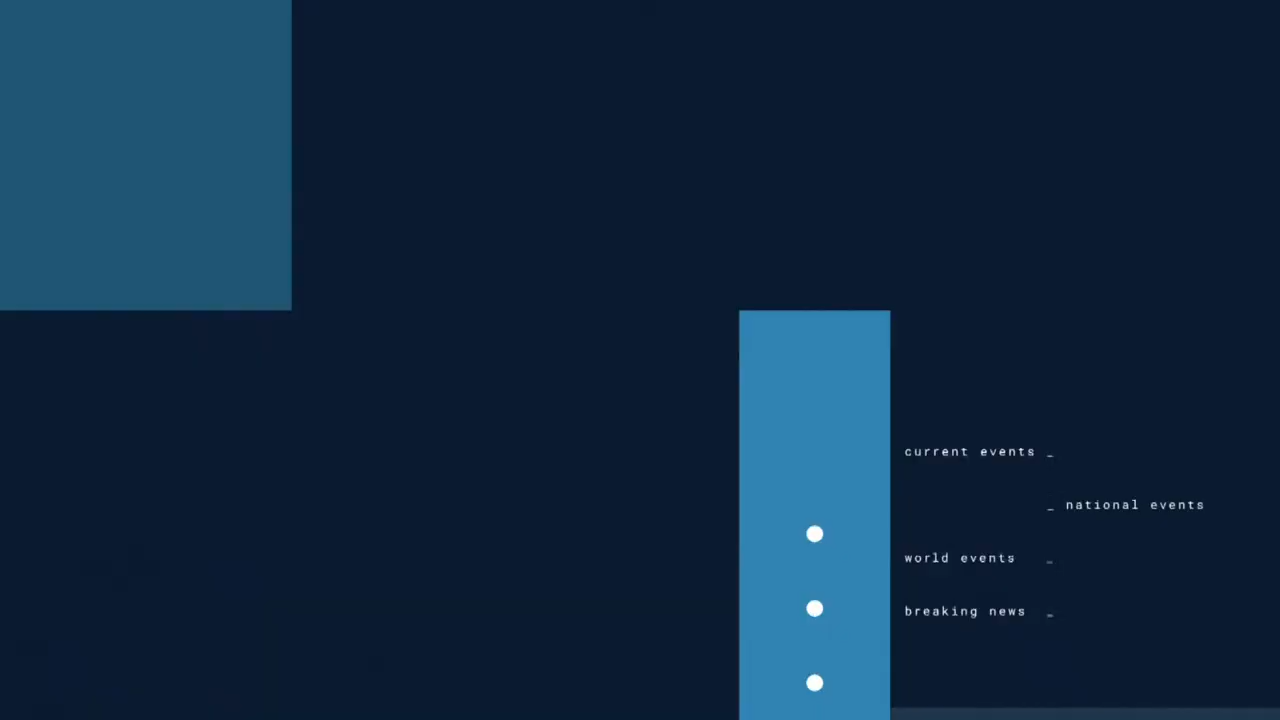 current events _
_ national events
world events _
breaking news _